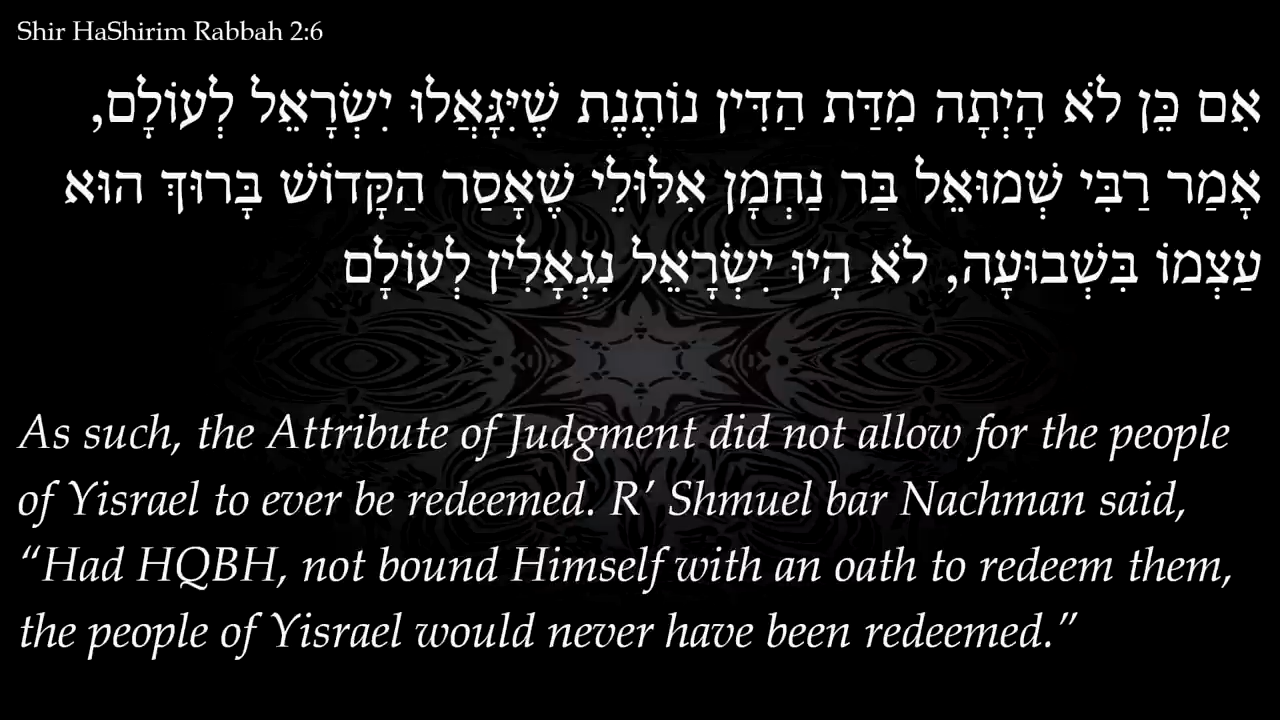 Shir HaShirim Rabbah 2:6
אִם כֵּן לֹא הָיְתָה מִדַּת הַדִּין נוֹתֶנֶת שֶׁיִּגָּאֲלוּ יִשְׂרָאֵל לְעוֹלָם,
אָמַר רַבִּי שְׁמוּאֵל בַּר נַחְמָן אִלּוּלֵי שֶׁאָסַר הַקָּדוֹשׁ בָּרוּךְ הוּא
עַצְמוֹ בִּשְׁבוּעָה, לֹא הָיוּ יִשְׂרָאֵל נִגְאָלִין לְעוֹלָם
As such, the Attribute of Judgment did not allow for the people
of Yisrael to ever be redeemed. R’ Shmuel bar Nachman said,
“Had HQBH, not bound Himself with an oath to redeem them,
the people of Yisrael would never have been redeemed.”